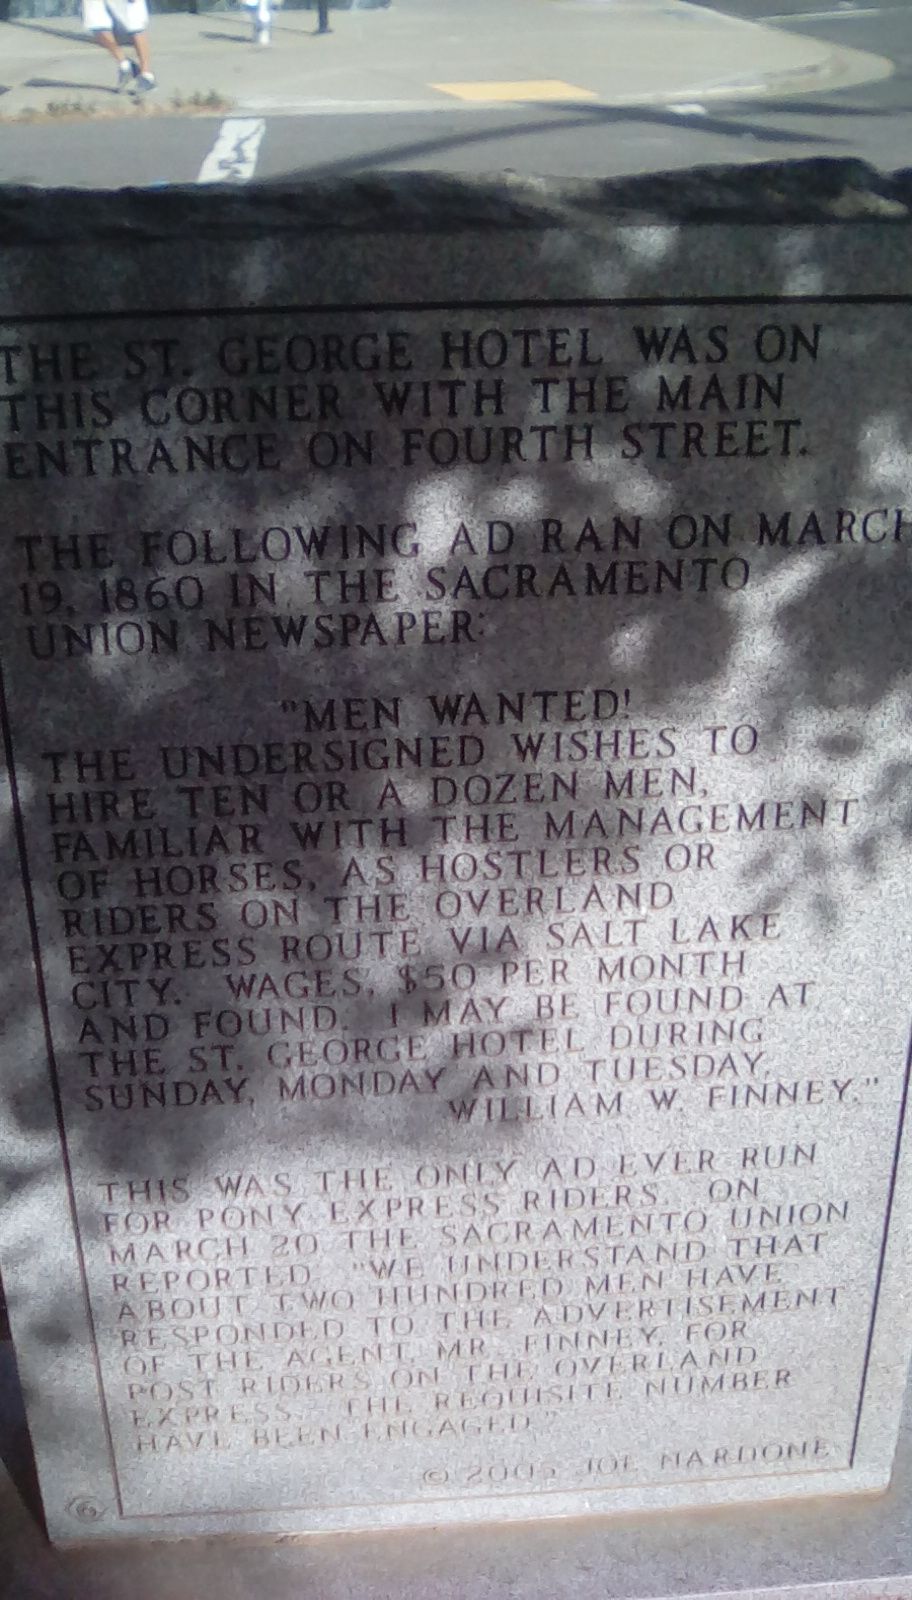 THE ST. GEORGE HOTEL WAS ON
THIS CORNER WITH THE MAIN
ENTRANCE ON FOURTH STREET.
THE FOLLOWING AD RAN ON MARCH
19, 1860 IN THE SACRAMENTO
UNION NEWSPAPER:
"MEN WANTED!
THE UNDERSIGNED WISHES TO
HIRE TEN OR A DOZEN MEN,
FAMILIAR WITH THE MANAGEMENT
OF HORSES, AS HOSTLERS OR
RIDERS ON THE OVERLAND
EXPRESS ROUTE VIA SALT LAKE
CITY. WAGES, $50 PER MONTH
AND FOUND. I MAY BE FOUND AT
THE ST. GEORGE HOTEL DURING
SUNDAY, MONDAY AND TUESDAY.
WILLIAM W. FINNEY."
THIS WAS THE ONLY AD EVER RUN
FOR PONY EXPRESS RIDERS. ON
MARCH 20 THE SACRAMENTO UNION
REPORTED, "WE UNDERSTAND THAT
ABOUT TWO HUNDRED MEN HAVE
RESPONDED TO THE ADVERTISEMENT
OF THE AGENT, MR. FINNEY, FOR
POST RIDERS ON THE OVERLAND
EXPRESS. THE REQUISITE NUMBER
HAVE BEEN ENGAGED."
© 2005 JOE NARDONE